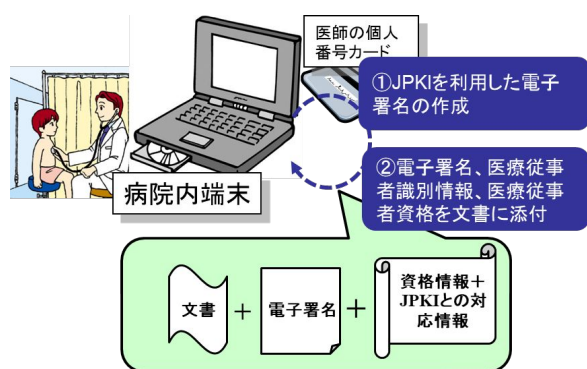 医師の個人
番号カード
①JPKIを利用した電子
署名の作成
②電子署名、医療従事
者識別情報、医療従事
者資格を文書に添付
病院内端末
文書
+
電子署名
+
資格情報+
JPKIとの対
応情報